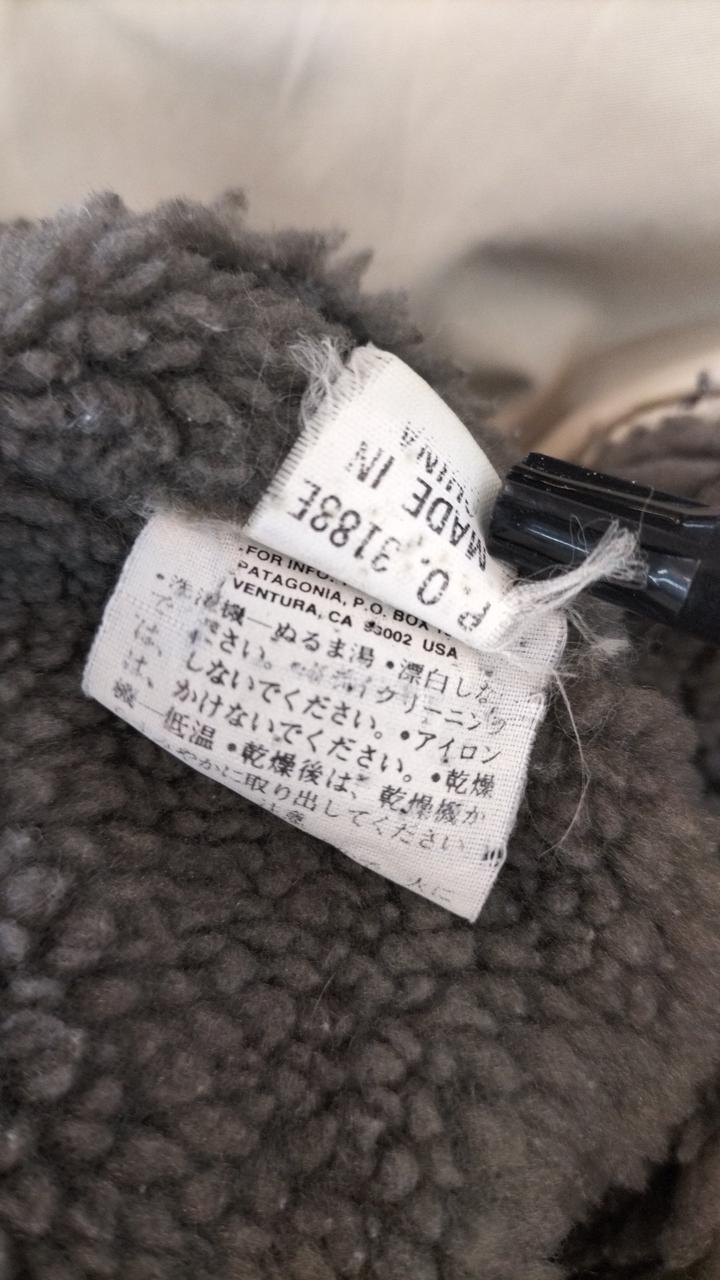 P.O. 3188E
MADE IN
CHINA
FOR INFO:
PATAGONIA, P.O. BOX
VENTURA, CA 93002 USA
•洗濯機—ぬるま湯 •漂白しな
で ださい。 クリーニング
は、しないでください。 •アイロン
は、かけないでください。 •乾燥
機—低温 •乾燥後は、乾燥機か
やかに取り出してください
注意